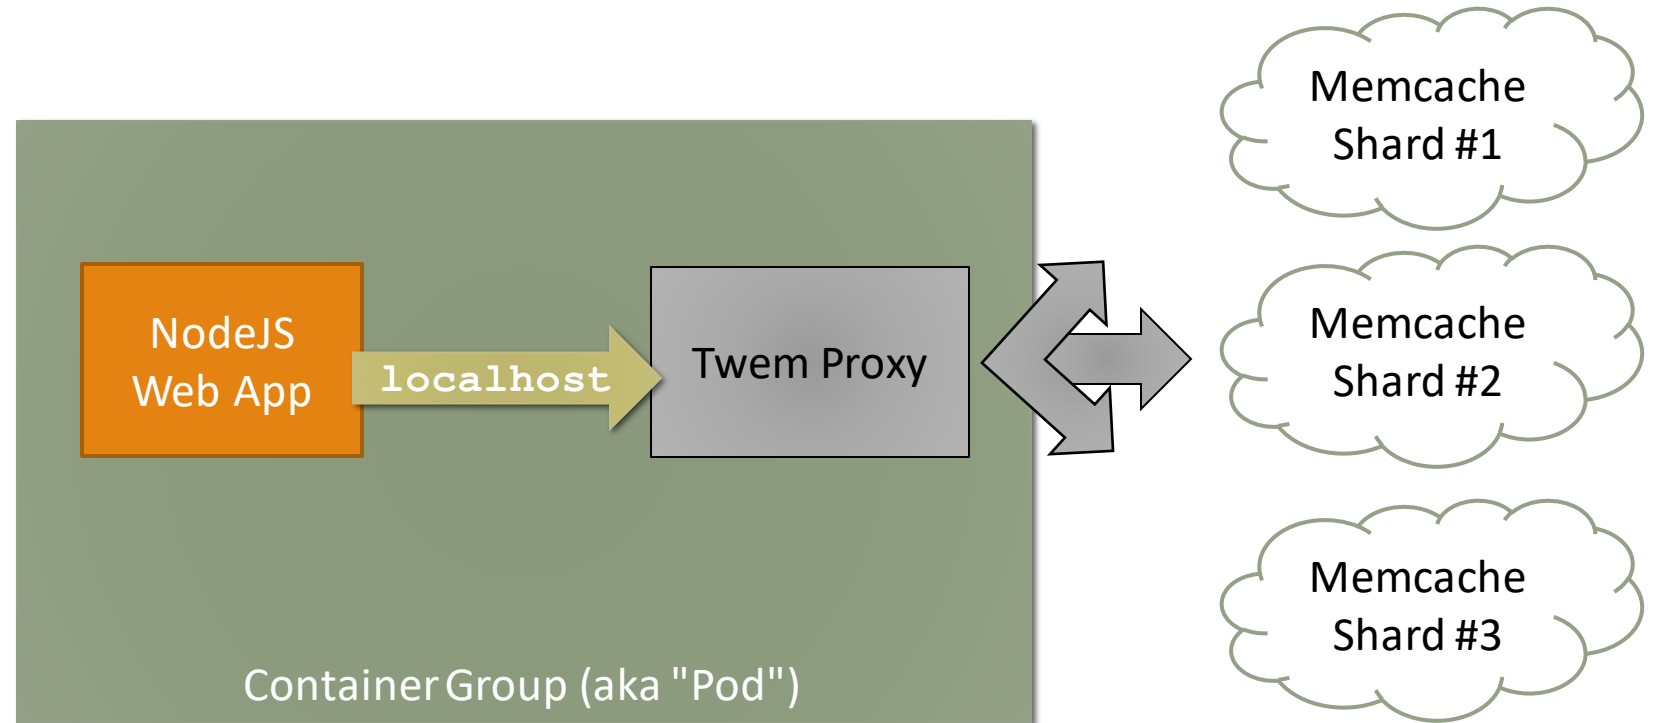 NodeJS
Web App
localhost
Twem Proxy
Memcache
Shard #1
Memcache
Shard #2
Memcache
Shard #3
Container Group (aka "Pod")